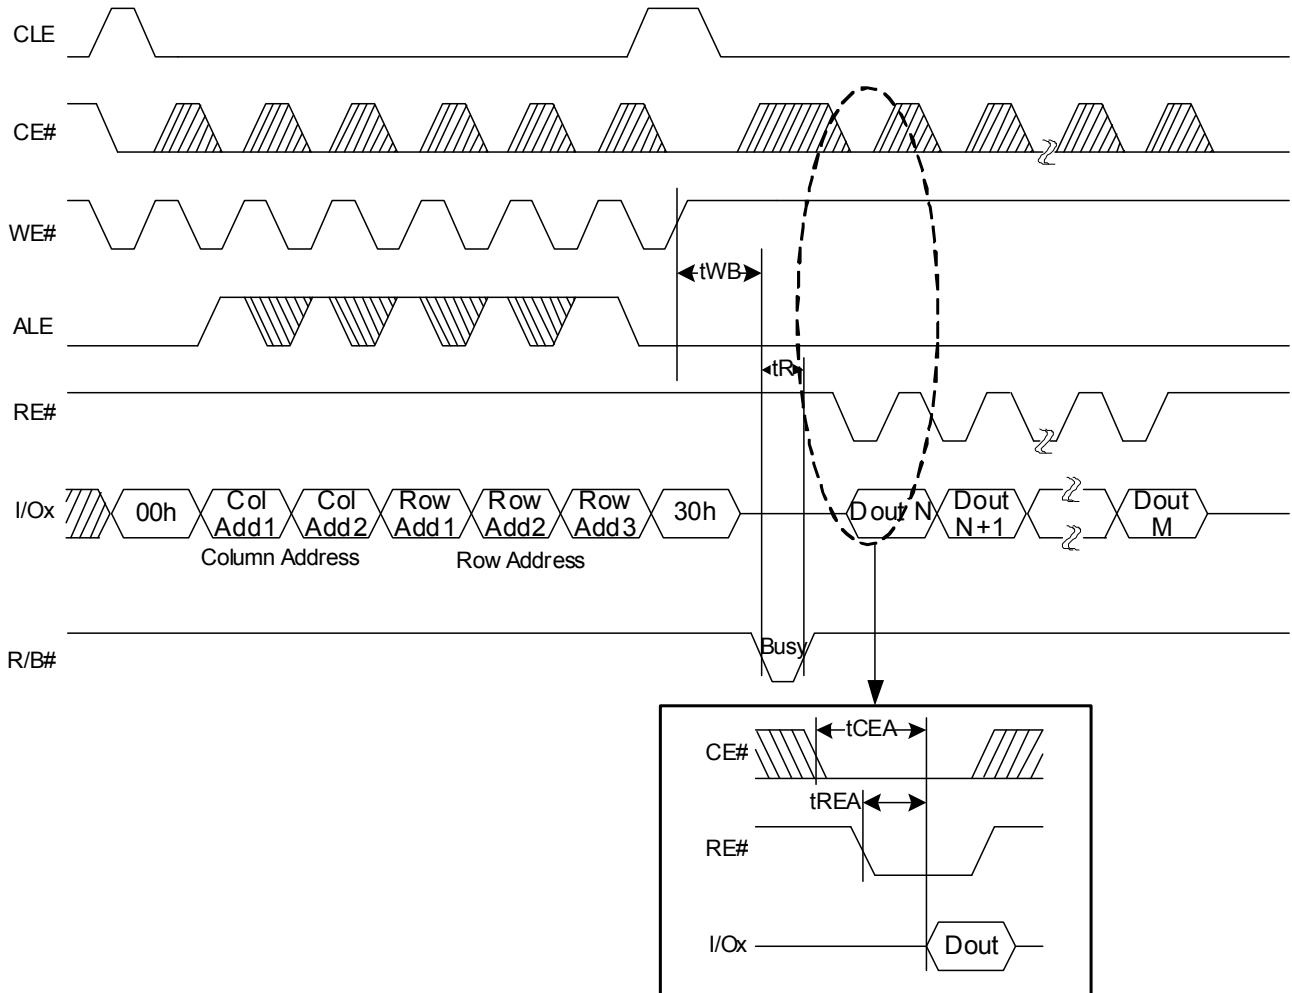 CLE
CE#
WE#
tWB
ALE
tR
RE#
I/Ox 00h Col Add1 Col Add2 Row Add1 Row Add2 Row Add3 30h Dout N Dout N+1 Dout M
Column Address Row Address
R/B# Busy
tCEA
CE#
tREA
RE#
I/Ox Dout